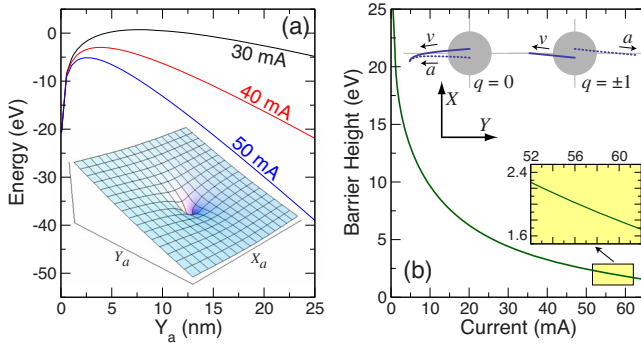 (a)
Energy (eV)
0
-10
-20
-30
-40
-50
30 mA
40 mA
50 mA
Y_a
X_a
0 5 10 15 20 25
Y_a (nm)
Barrier Height (eV)
25
20
15
10
5
0
v
a
q = 0
v
a
q = ±1
X
Y
52 56 60
2.4
1.6
(b)
0 10 20 30 40 50 60
Current (mA)